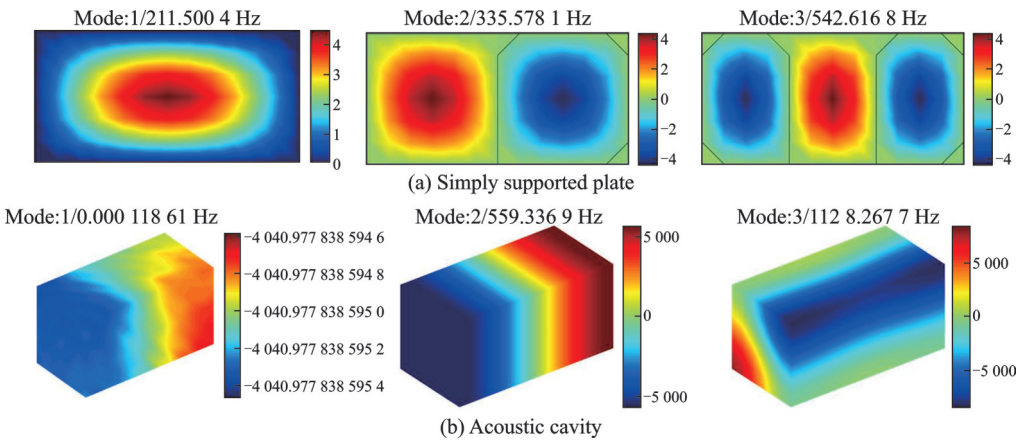 Mode:1/211.500 4 Hz
4
3
2
1
0
Mode:2/335.578 1 Hz
4
2
0
−2
−4
Mode:3/542.616 8 Hz
4
2
0
−2
−4
(a) Simply supported plate
Mode:1/0.000 118 61 Hz
−4 040.977 838 594 6
−4 040.977 838 594 8
−4 040.977 838 595 0
−4 040.977 838 595 2
−4 040.977 838 595 4
Mode:2/559.336 9 Hz
5 000
0
−5 000
Mode:3/112 8.267 7 Hz
5 000
0
−5 000
(b) Acoustic cavity